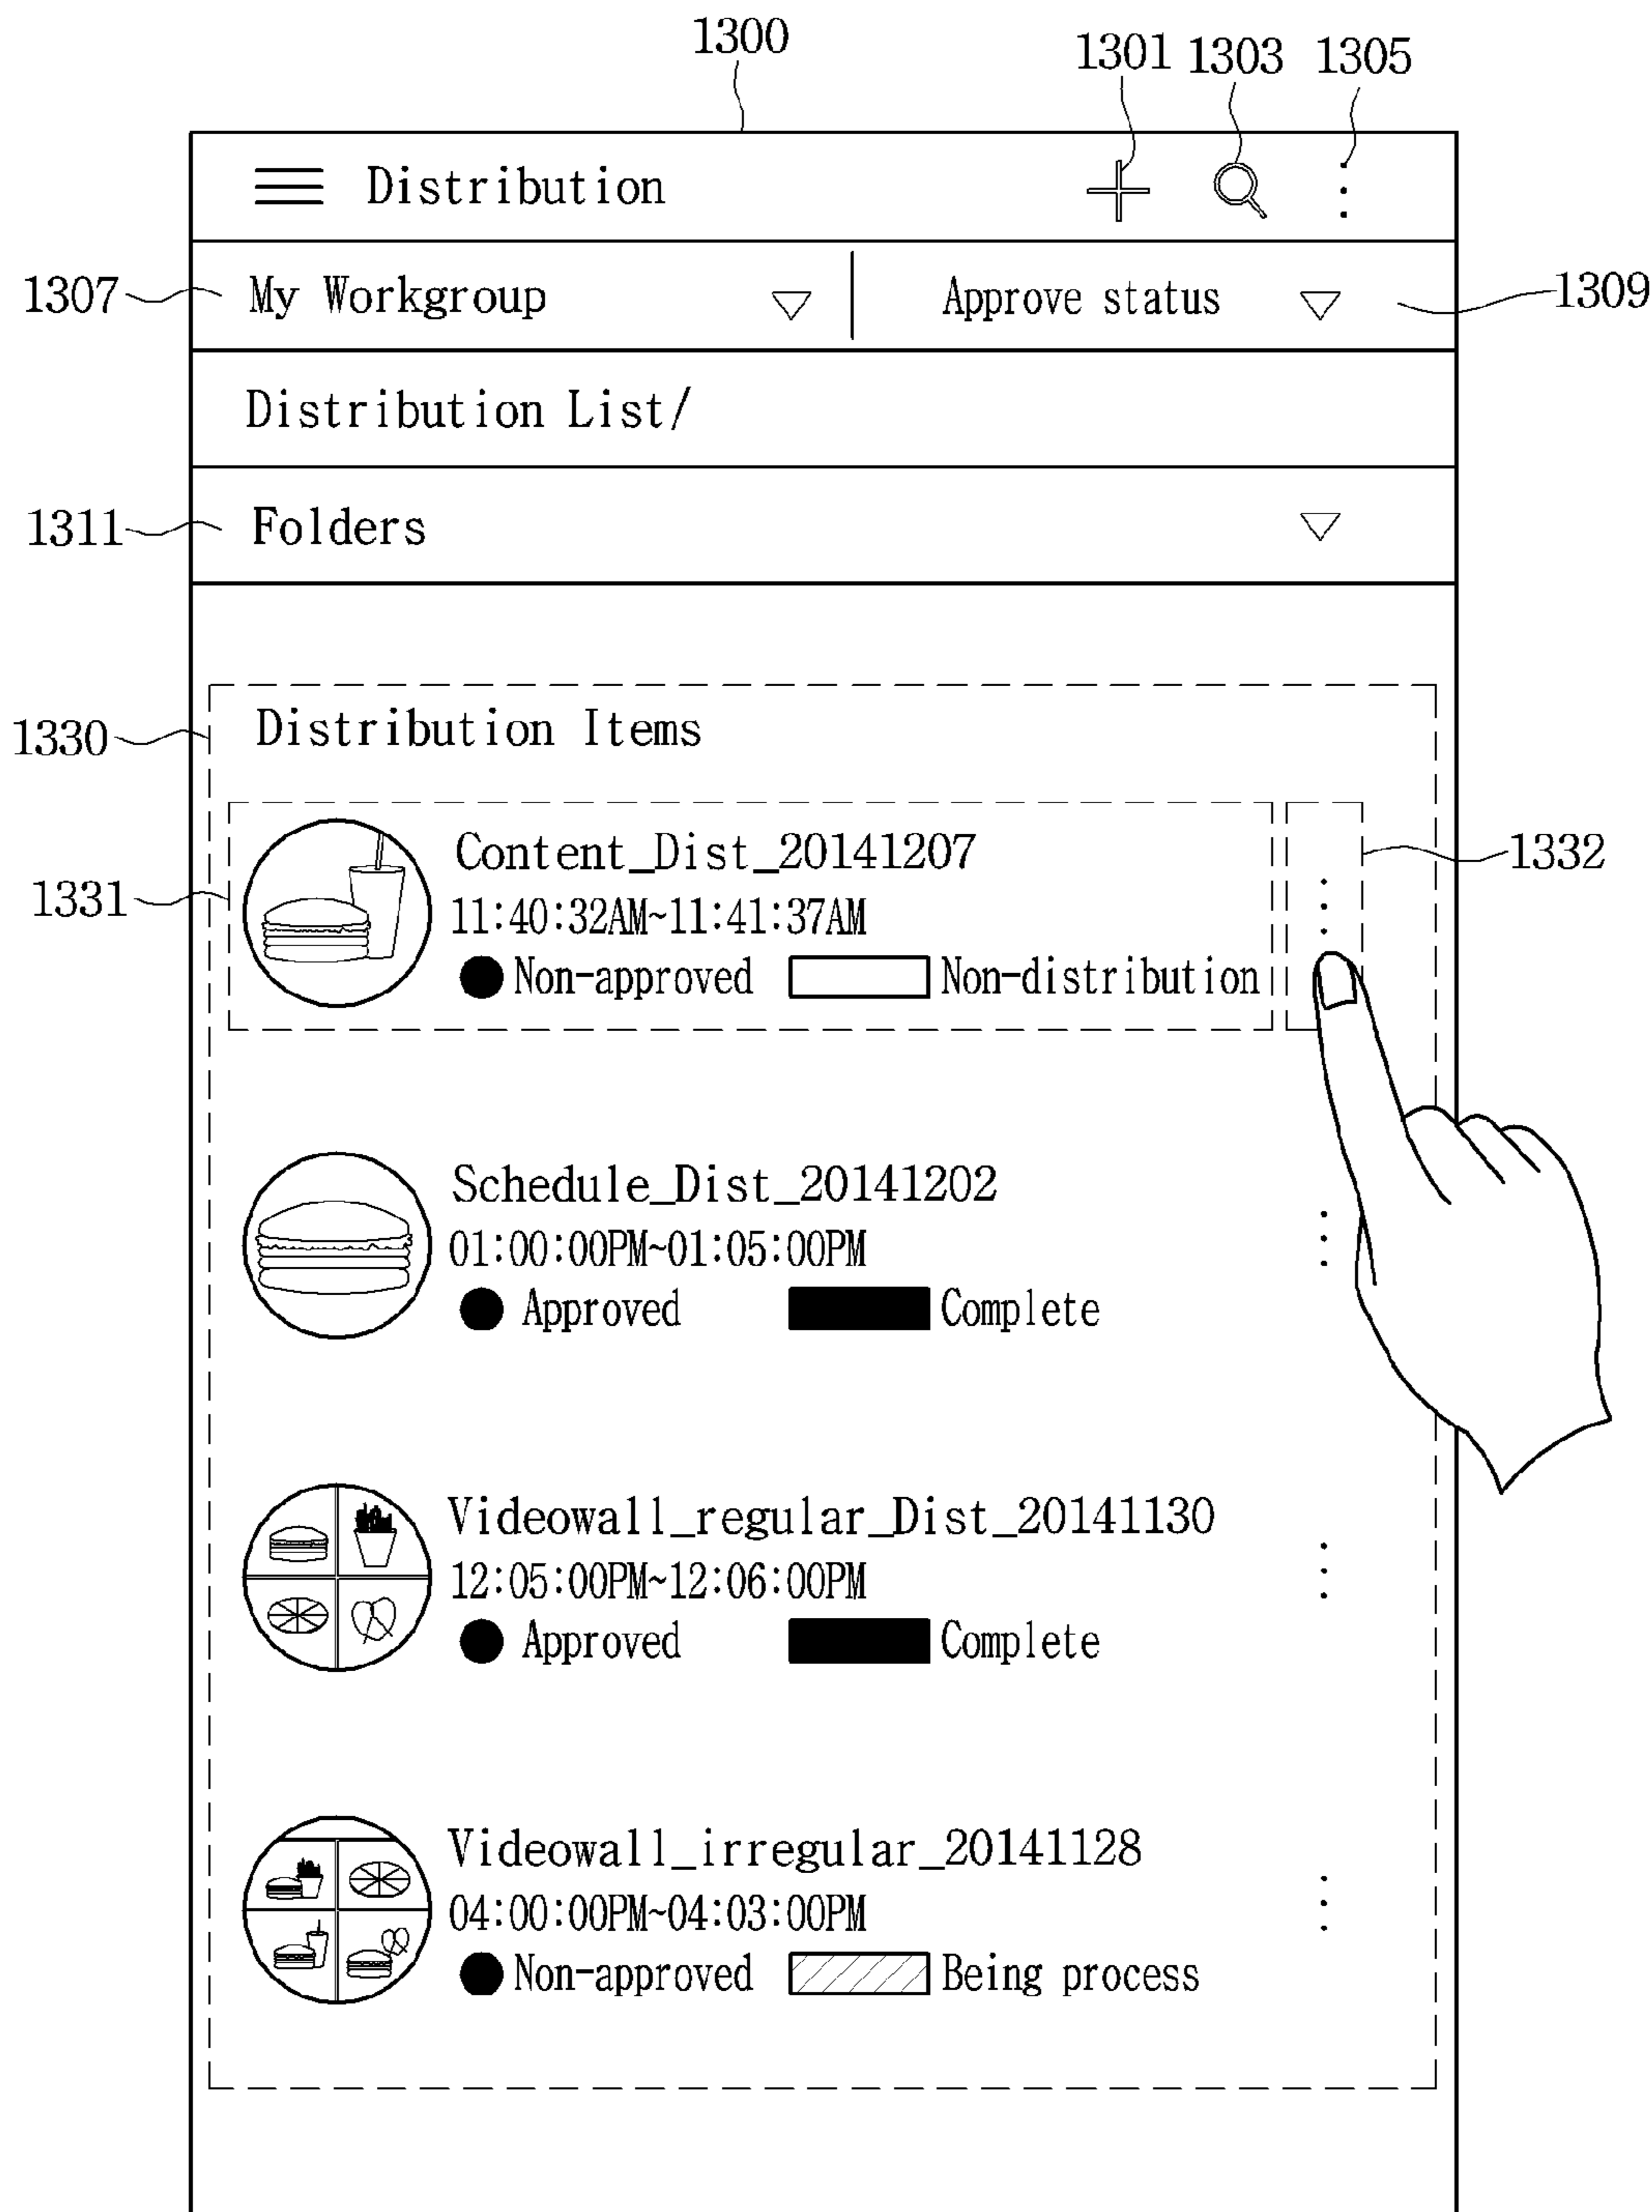 1300
1301 1303 1305
Distribution
1307 My Workgroup Approve status 1309
Distribution List/
1311 Folders
1330 Distribution Items
Content_Dist_20141207 1332
1331 11:40:32AM~11:41:37AM
Non-approved Non-distribution
Schedule_Dist_20141202
01:00:00PM~01:05:00PM
Approved Complete
Videowall_regular_Dist_20141130
12:05:00PM~12:06:00PM
Approved Complete
Videowall_irregular_20141128
04:00:00PM~04:03:00PM
Non-approved Being process